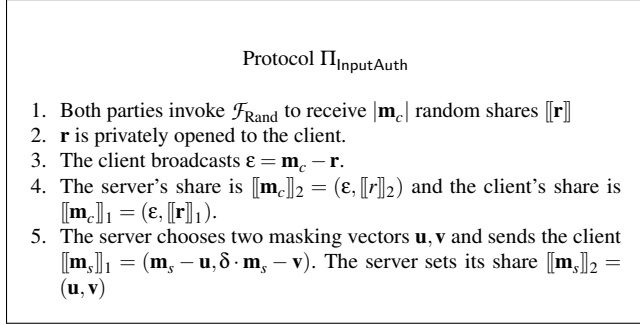 Protocol Π_InputAuth
1. Both parties invoke ℱ_Rand to receive |𝐦_c| random shares ⟦𝐫⟧
2. 𝐫 is privately opened to the client.
3. The client broadcasts ε = 𝐦_c − 𝐫.
4. The server's share is ⟦𝐦_c⟧_2 = (ε, ⟦r⟧_2) and the client's share is
⟦𝐦_c⟧_1 = (ε, ⟦𝐫⟧_1).
5. The server chooses two masking vectors 𝐮, 𝐯 and sends the client
⟦𝐦_s⟧_1 = (𝐦_s − 𝐮, δ · 𝐦_s − 𝐯). The server sets its share ⟦𝐦_s⟧_2 =
(𝐮, 𝐯)